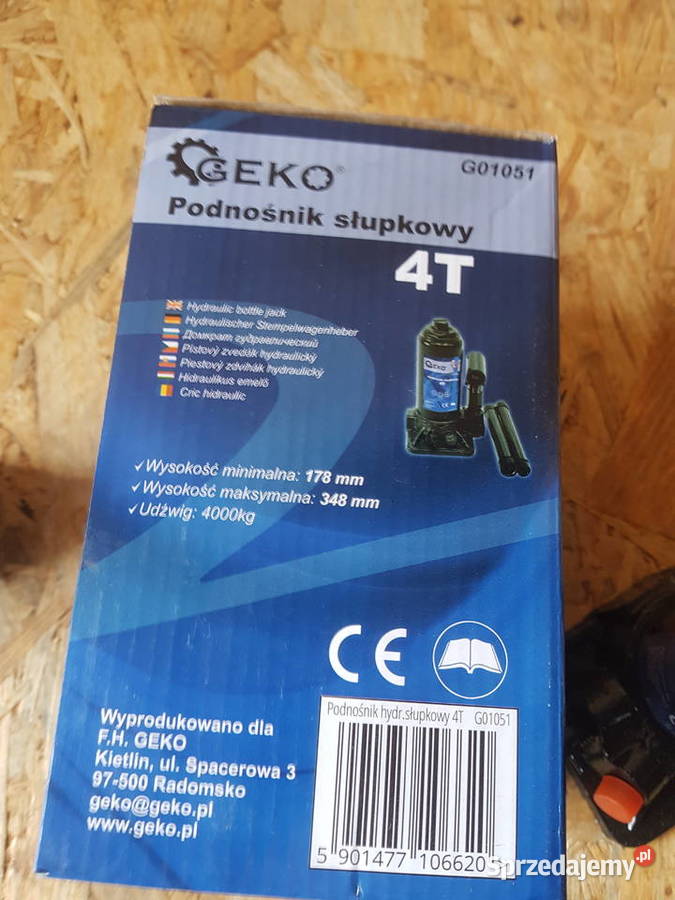 GEKO®
G01051
Podnośnik słupkowy
4T
Hydraulic bottle jack
Hydraulischer Stempelwagenheber
Домкрат гудравлический
Pístový zvedák hydraulický
Piestový zdvihák hydraulický
Hidraulikus emelő
Cric hidraulic
GEKO
✓Wysokość minimalna: 178 mm
✓Wysokość maksymalna: 348 mm
✓Udźwig: 4000kg
CE
Podnośnik hydr.słupkowy 4T G01051
Wyprodukowano dla
F.H. GEKO
Kietlin, ul. Spacerowa 3
97-500 Radomsko
geko@geko.pl
www.geko.pl
5 901477 106620
Sprzedajemy.pl